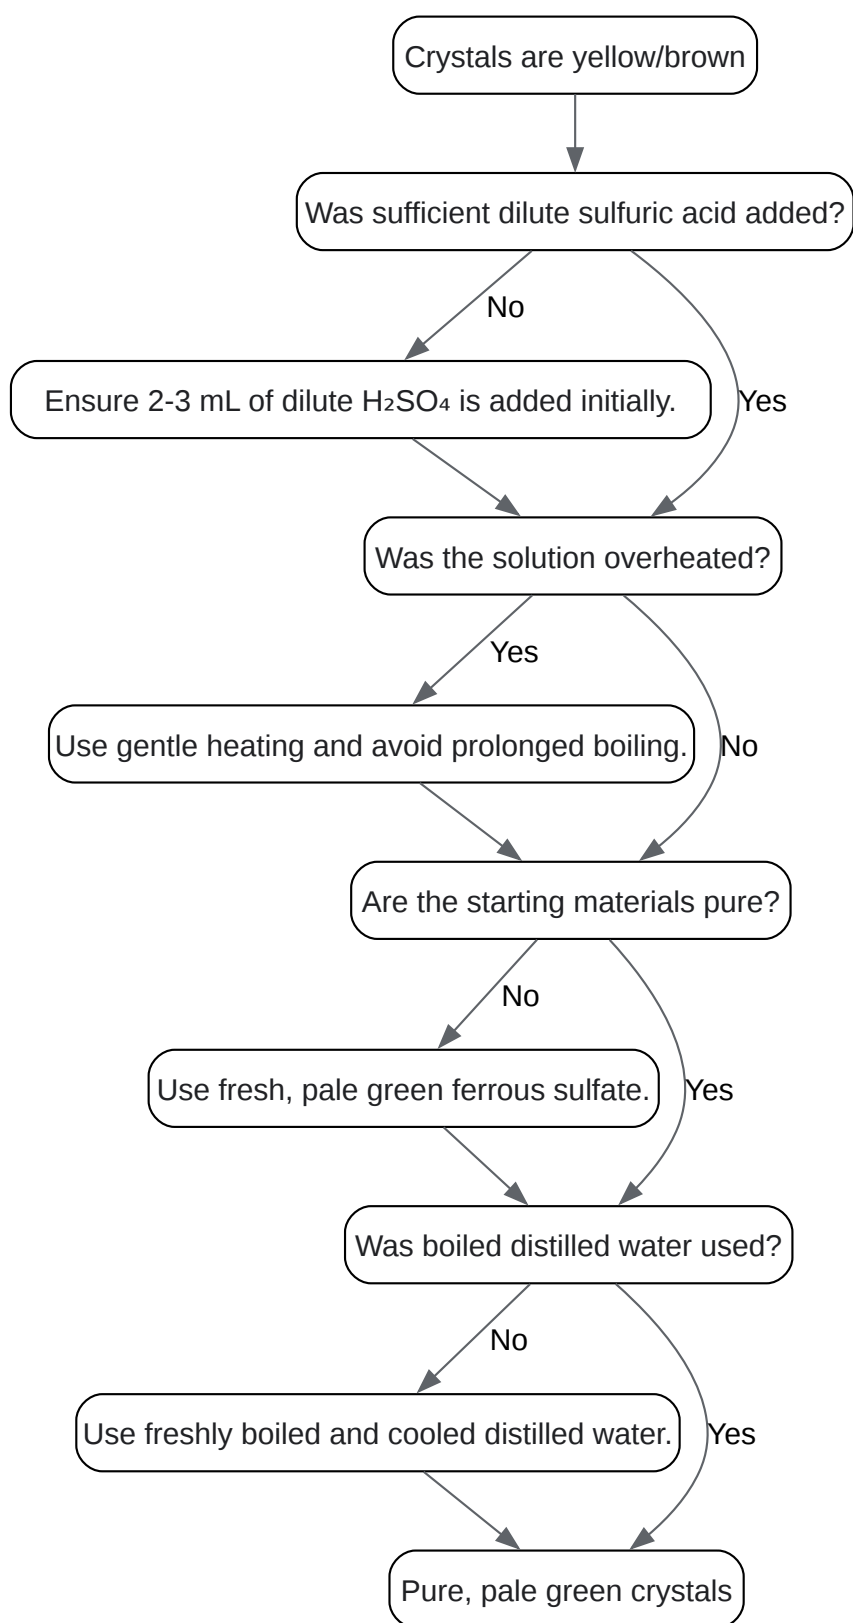 Crystals are yellow/brown
Was sufficient dilute sulfuric acid added?
No
Ensure 2-3 mL of dilute H₂SO₄ is added initially.
Yes
Was the solution overheated?
Yes
Use gentle heating and avoid prolonged boiling.
No
Are the starting materials pure?
No
Use fresh, pale green ferrous sulfate.
Yes
Was boiled distilled water used?
No
Use freshly boiled and cooled distilled water.
Yes
Pure, pale green crystals